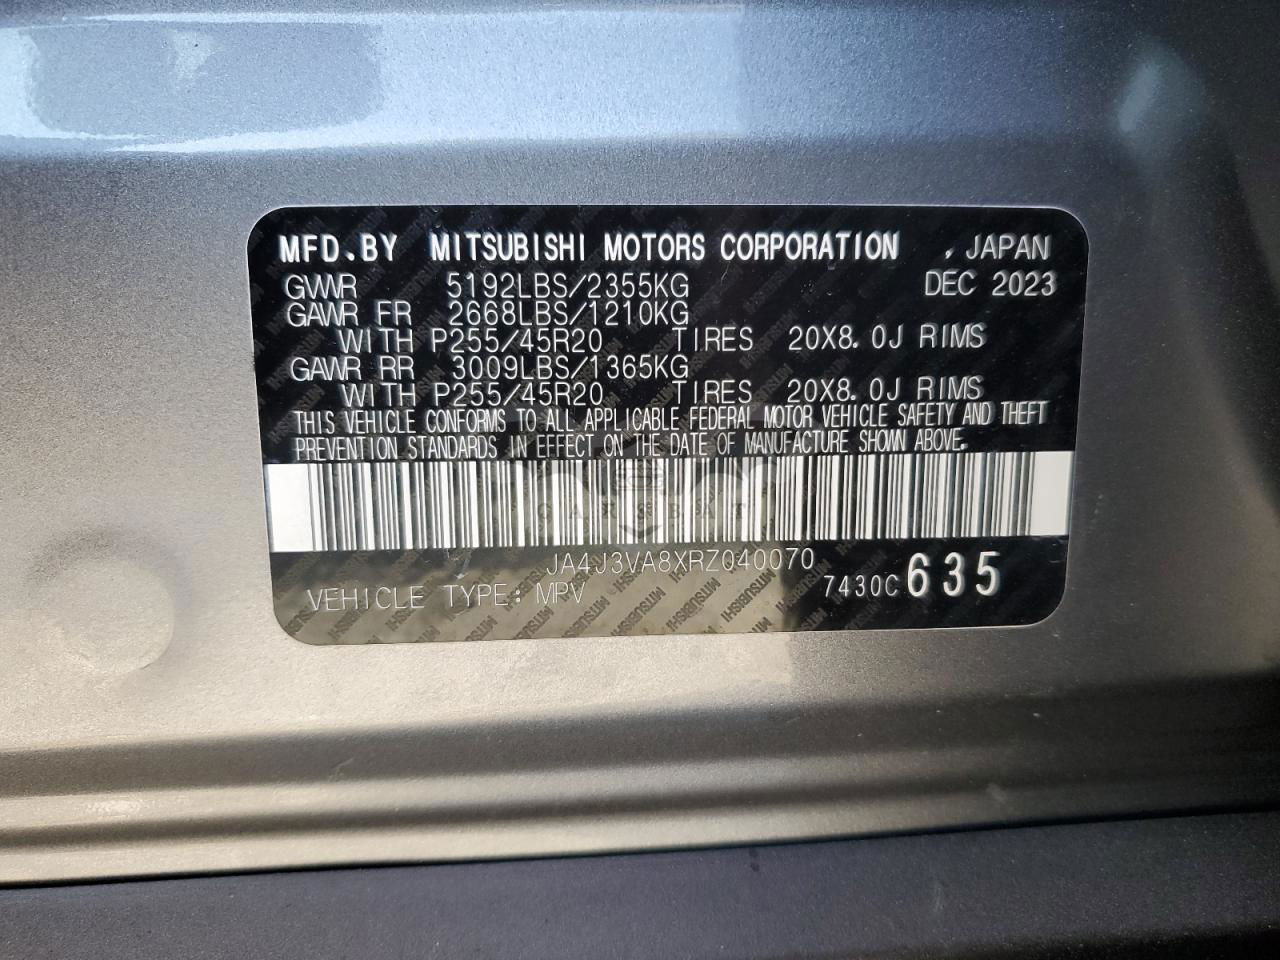 MFD.BY MITSUBISHI MOTORS CORPORATION , JAPAN
GVWR 5192LBS/2355KG DEC 2023
GAWR FR 2668LBS/1210KG
WITH P255/45R20 TIRES 20X8.0J RIMS
GAWR RR 3009LBS/1365KG
WITH P255/45R20 TIRES 20X8.0J RIMS
THIS VEHICLE CONFORMS TO ALL APPLICABLE FEDERAL MOTOR VEHICLE SAFETY AND THEFT
PREVENTION STANDARDS IN EFFECT ON THE DATE OF MANUFACTURE SHOWN ABOVE.
JA4J3VA8XRZ040070
VEHICLE TYPE: MPV 7430C 635